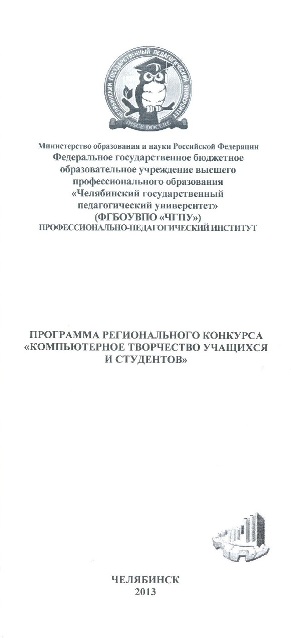 Министерство образования и науки Российской Федерации
Федеральное государственное бюджетное
образовательное учреждение высшего
профессионального образования
«Челябинский государственный
педагогический университет»
(ФГБОУВПО «ЧГПУ»)
ПРОФЕССИОНАЛЬНО-ПЕДАГОГИЧЕСКИЙ ИНСТИТУТ
ПРОГРАММА РЕГИОНАЛЬНОГО КОНКУРСА
«КОМПЬЮТЕРНОЕ ТВОРЧЕСТВО УЧАЩИХСЯ
И СТУДЕНТОВ»
ЧЕЛЯБИНСК
2013